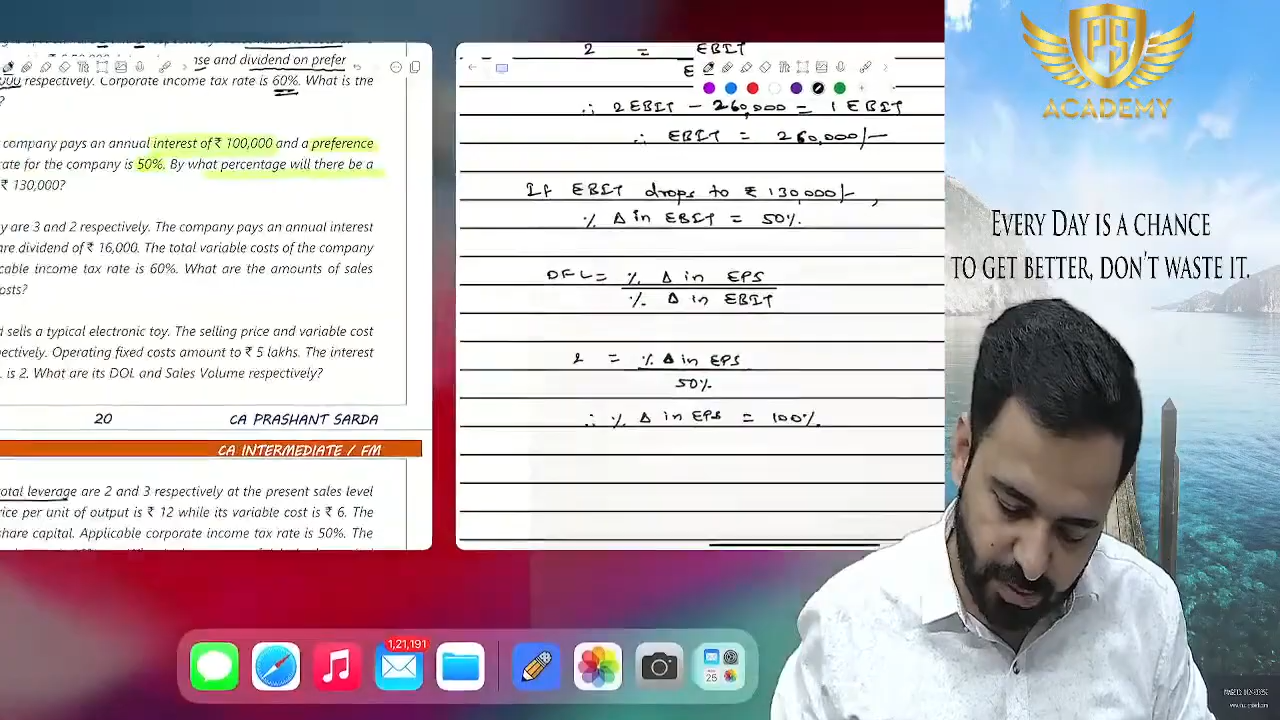 se and dividend on prefer
respectively. Corporate income tax rate is 60%. What is the
?
company pays an annual interest of ₹ 100,000 and a preference
rate for the company is 50%. By what percentage will there be a
₹ 130,000?
y are 3 and 2 respectively. The company pays an annual interest
are dividend of ₹ 16,000. The total variable costs of the company
cable income tax rate is 60%. What are the amounts of sales
osts?
d sells a typical electronic toy. The selling price and variable cost
ectively. Operating fixed costs amount to ₹ 5 lakhs. The interest
is 2. What are its DOL and Sales Volume respectively?
20 CA PRASHANT SARDA
CA INTERMEDIATE / FM
otal leverage are 2 and 3 respectively at the present sales level
rice per unit of output is ₹ 12 while its variable cost is ₹ 6. The
share capital. Applicable corporate income tax rate is 50%. The
2 = EBIT
E
∴ 2 EBIT - 260,000 = 1 EBIT
∴ EBIT = 260,000/-
If EBIT drops to ₹ 130,000/-,
% Δ in EBIT = 50%.
DFL = % Δ in EPS
% Δ in EBIT
2 = % Δ in EPS
50%
∴ % Δ in EPS = 100%.
PS
ACADEMY
EVERY DAY IS A CHANCE
TO GET BETTER, DON'T WASTE IT.
1,21,191